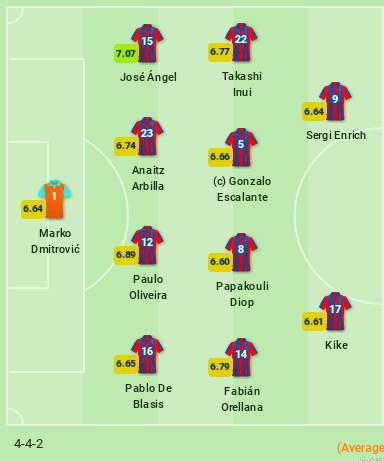 15
7.07
José Ángel
22
6.77
Takashi
Inui
9
6.64
Sergi Enrich
23
6.74
Anaitz
Arbilla
5
6.66
(c) Gonzalo
Escalante
1
6.64
Marko
Dmitrović
12
6.89
Paulo
Oliveira
8
6.60
Papakouli
Diop
17
6.61
Kike
16
6.65
Pablo De
Blasis
14
6.79
Fabián
Orellana
4-4-2
(Average